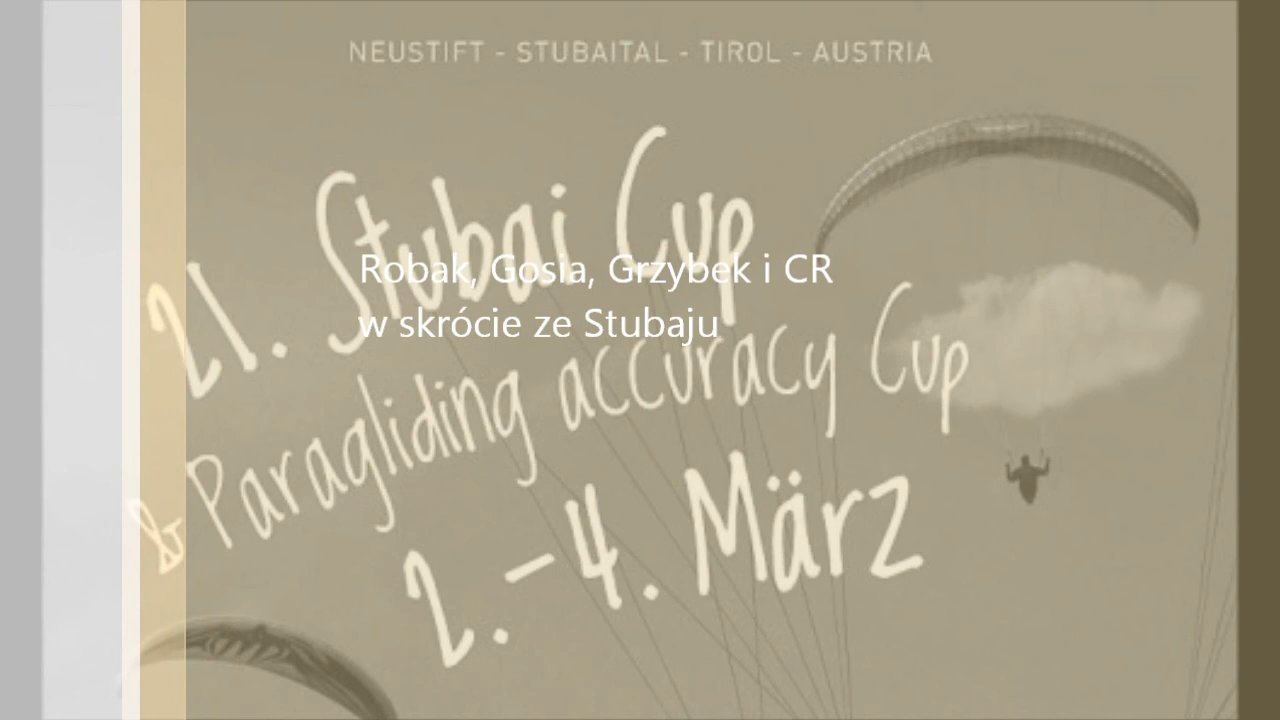 NEUSTIFT - STUBAITAL - TIROL - AUSTRIA
21. Stubai Cup
Robak, Gosia, Grzybek i CR
w skrócie ze Stubaju
& Paragliding accuracy Cup
2.-4. März